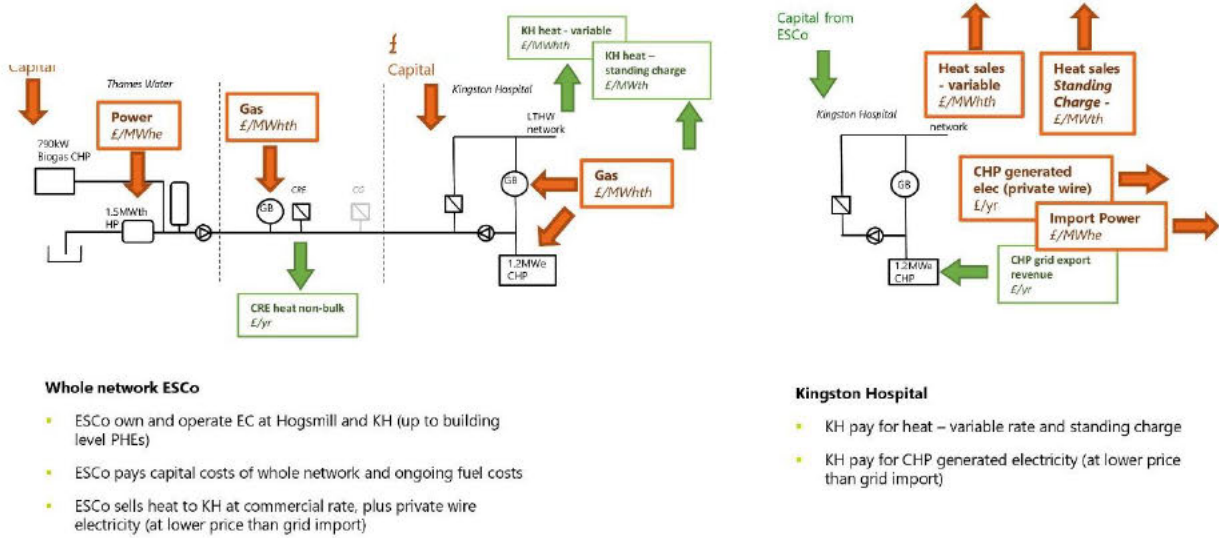 £
Capital
Capital
Thames Water
Power
£/MWhe
Gas
£/MWhth
790kW
Biogas CHP
1.5MWth
HP
GB
CRE
CG
CRE heat non-bulk
£/yr
Kingston Hospital
KH heat - variable
£/MWhth
KH heat –
standing charge
£/MWth
LTHW
network
GB
Gas
£/MWhth
1.2MWe
CHP
Capital from
ESCo
Kingston Hospital
Heat sales
- variable
£/MWhth
Heat sales
Standing
Charge -
£/MWth
network
GB
CHP generated
elec (private wire)
£/yr
Import Power
£/MWhe
1.2MWe
CHP
CHP grid export
revenue
£/yr
Whole network ESCo
▪ ESCo own and operate EC at Hogsmill and KH (up to building
level PHEs)
▪ ESCo pays capital costs of whole network and ongoing fuel costs
▪ ESCo sells heat to KH at commercial rate, plus private wire
electricity (at lower price than grid import)
Kingston Hospital
▪ KH pay for heat – variable rate and standing charge
▪ KH pay for CHP generated electricity (at lower price
than grid import)